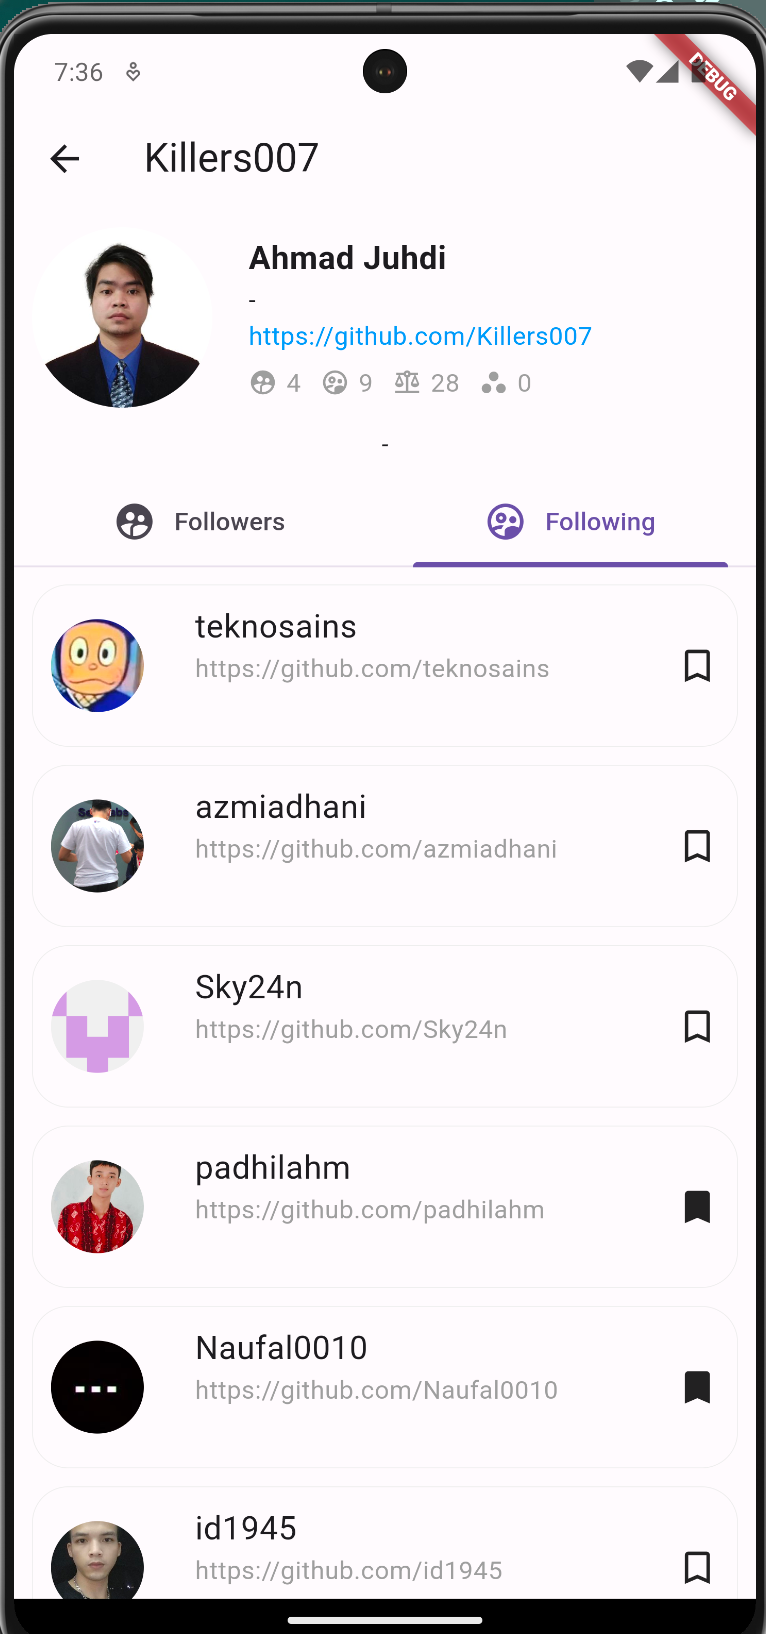 7:36
DEBUG
Killers007
Ahmad Juhdi
-
https://github.com/Killers007
4 9 28 0
-
Followers Following
teknosains
https://github.com/teknosains
azmiadhani
https://github.com/azmiadhani
Sky24n
https://github.com/Sky24n
padhilahm
https://github.com/padhilahm
Naufal0010
https://github.com/Naufal0010
id1945
https://github.com/id1945